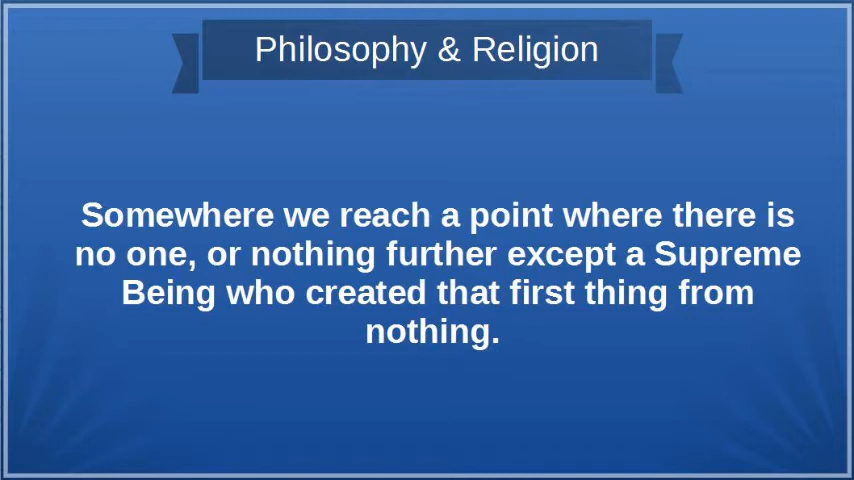 Philosophy & Religion
Somewhere we reach a point where there is
no one, or nothing further except a Supreme
Being who created that first thing from
nothing.